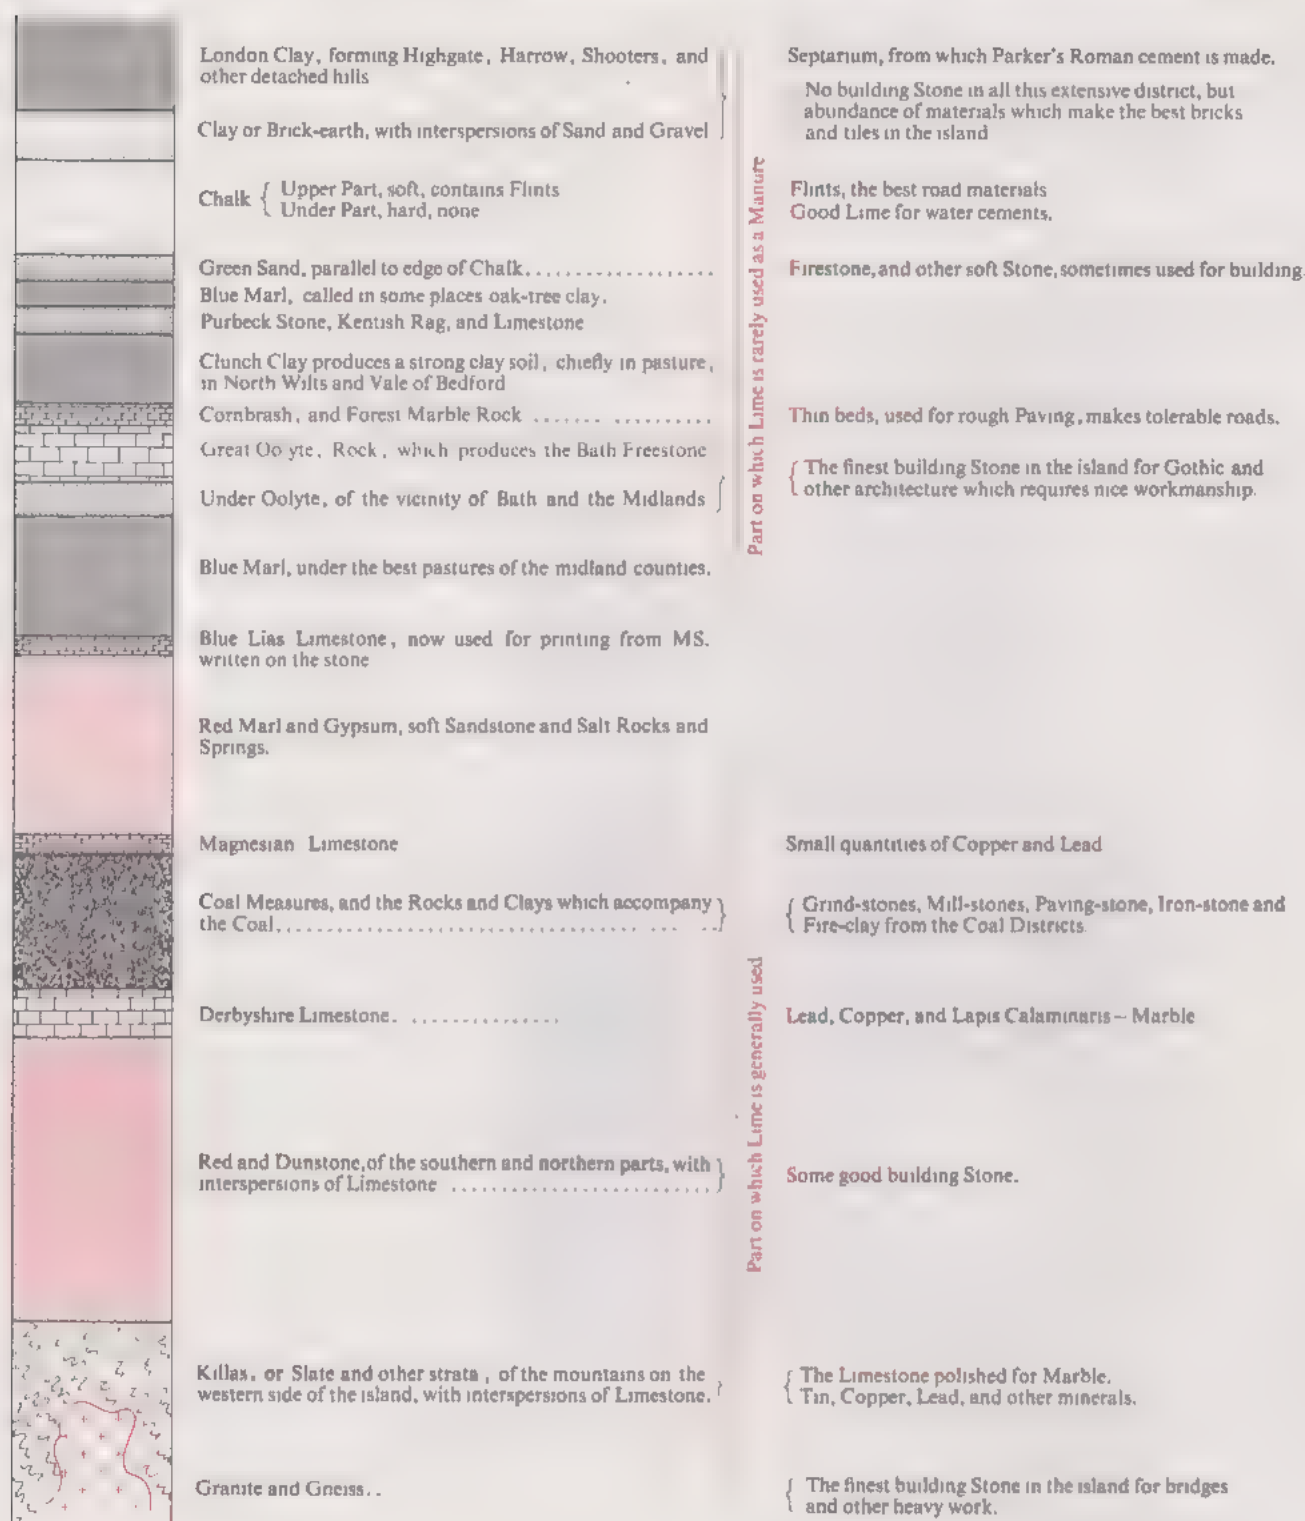 London Clay, forming Highgate, Harrow, Shooters, and
other detached hills
Septarium, from which Parker's Roman cement is made.
Clay or Brick-earth, with interspersions of Sand and Gravel
No building Stone in all this extensive district, but
abundance of materials which make the best bricks
and tiles in the island
Chalk { Upper Part, soft, contains Flints
Under Part, hard, none
Flints, the best road materials
Good Lime for water cements.
Green Sand, parallel to edge of Chalk....................
Firestone, and other soft Stone, sometimes used for building.
Blue Marl, called in some places oak-tree clay.
Purbeck Stone, Kentish Rag, and Limestone
Clunch Clay produces a strong clay soil, chiefly in pasture,
in North Wilts and Vale of Bedford
Cornbrash, and Forest Marble Rock ....... ..........
Thin beds, used for rough Paving, makes tolerable roads.
Great Oo yte, Rock, which produces the Bath Freestone
Under Oolyte, of the vicinity of Bath and the Midlands
The finest building Stone in the island for Gothic and
other architecture which requires nice workmanship.
Part on which Lime is rarely used as a Manure
Blue Marl, under the best pastures of the midland counties.
Blue Lias Limestone, now used for printing from MS.
written on the stone
Red Marl and Gypsum, soft Sandstone and Salt Rocks and
Springs.
Magnesian Limestone
Small quantities of Copper and Lead
Coal Measures, and the Rocks and Clays which accompany
the Coal......................................
Grind-stones, Mill-stones, Paving-stone, Iron-stone and
Fire-clay from the Coal Districts
Derbyshire Limestone. ...............
Lead, Copper, and Lapis Calaminaris – Marble
Red and Dunstone, of the southern and northern parts, with
interspersions of Limestone ...........................
Some good building Stone.
Part on which Lime is generally used
Killas, or Slate and other strata, of the mountains on the
western side of the island, with interspersions of Limestone.
The Limestone polished for Marble.
Tin, Copper, Lead, and other minerals.
Granite and Gneiss..
The finest building Stone in the island for bridges
and other heavy work.